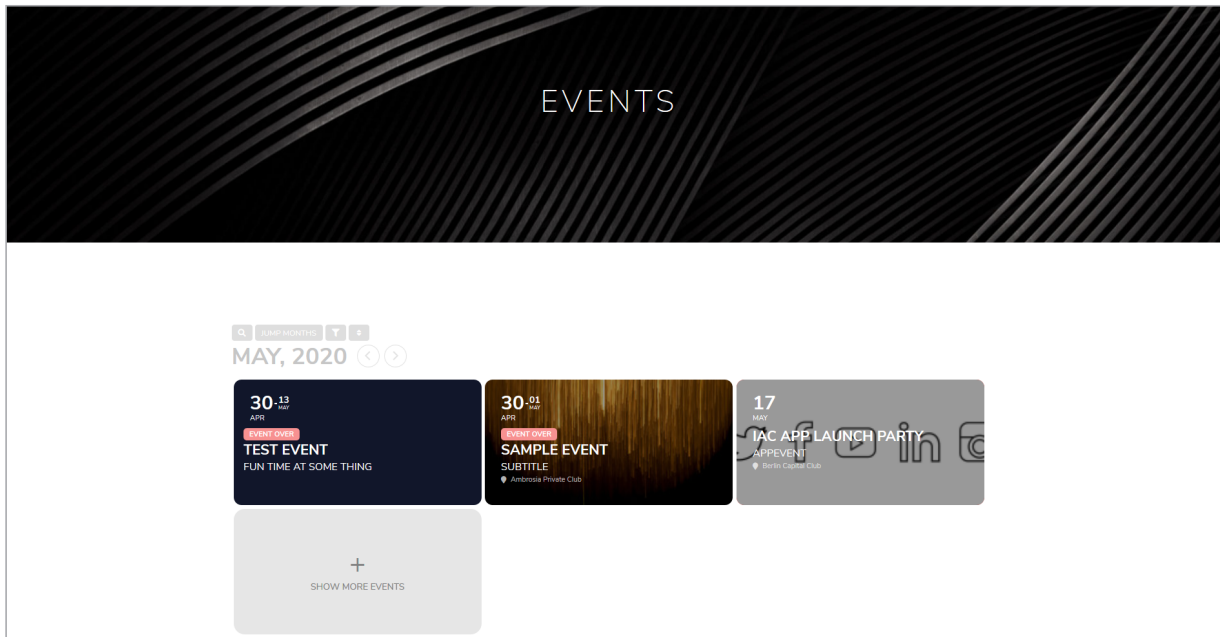 EVENTS
JUMP MONTHS
MAY, 2020
30 - 13
APR MAY
EVENT OVER
TEST EVENT
FUN TIME AT SOME THING
30 - 01
APR MAY
EVENT OVER
SAMPLE EVENT
SUBTITLE
Ambrosia Private Club
17
MAY
IAC APP LAUNCH PARTY
APPEVENT
Berlin Capital Club
+
SHOW MORE EVENTS